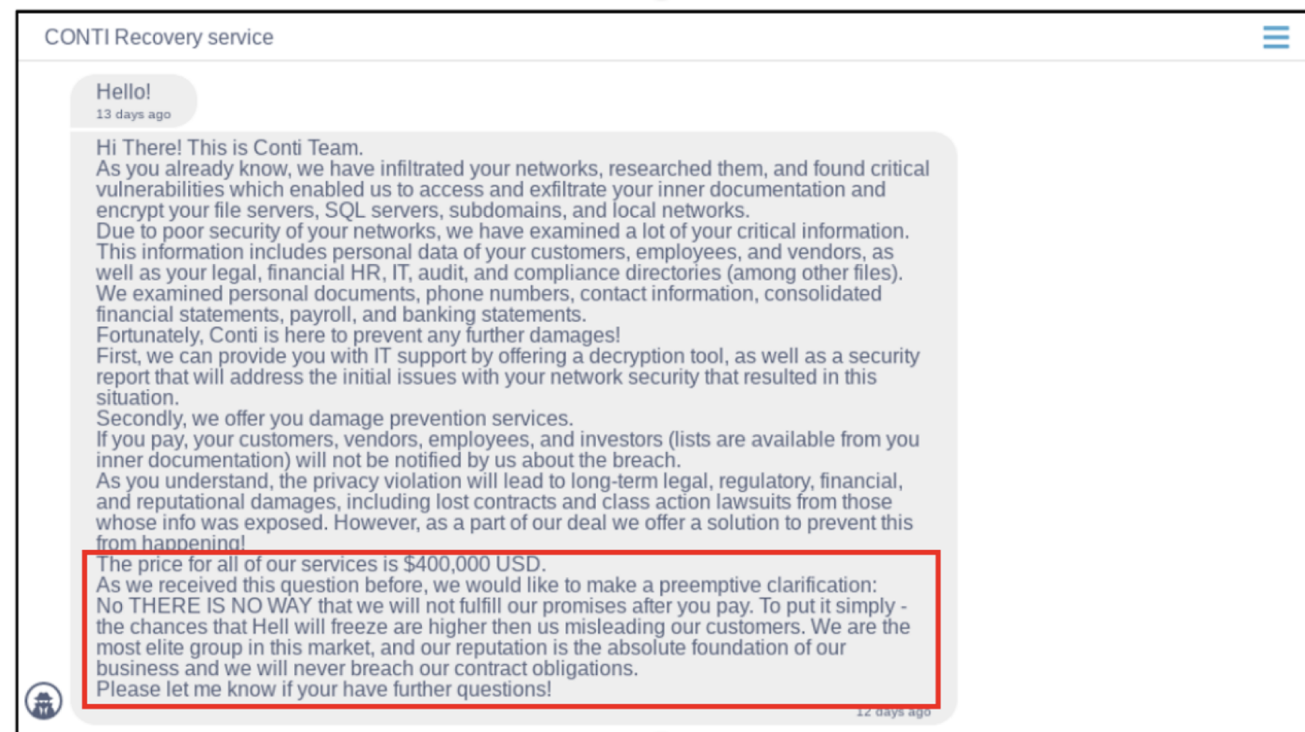 CONTI Recovery service
Hello!
13 days ago
Hi There! This is Conti Team.
As you already know, we have infiltrated your networks, researched them, and found critical
vulnerabilities which enabled us to access and exfiltrate your inner documentation and
encrypt your file servers, SQL servers, subdomains, and local networks.
Due to poor security of your networks, we have examined a lot of your critical information.
This information includes personal data of your customers, employees, and vendors, as
well as your legal, financial HR, IT, audit, and compliance directories (among other files).
We examined personal documents, phone numbers, contact information, consolidated
financial statements, payroll, and banking statements.
Fortunately, Conti is here to prevent any further damages!
First, we can provide you with IT support by offering a decryption tool, as well as a security
report that will address the initial issues with your network security that resulted in this
situation.
Secondly, we offer you damage prevention services.
If you pay, your customers, vendors, employees, and investors (lists are available from you
inner documentation) will not be notified by us about the breach.
As you understand, the privacy violation will lead to long-term legal, regulatory, financial,
and reputational damages, including lost contracts and class action lawsuits from those
whose info was exposed. However, as a part of our deal we offer a solution to prevent this
from happening!
The price for all of our services is $400,000 USD.
As we received this question before, we would like to make a preemptive clarification:
No THERE IS NO WAY that we will not fulfill our promises after you pay. To put it simply -
the chances that Hell will freeze are higher then us misleading our customers. We are the
most elite group in this market, and our reputation is the absolute foundation of our
business and we will never breach our contract obligations.
Please let me know if your have further questions!
12 days ago